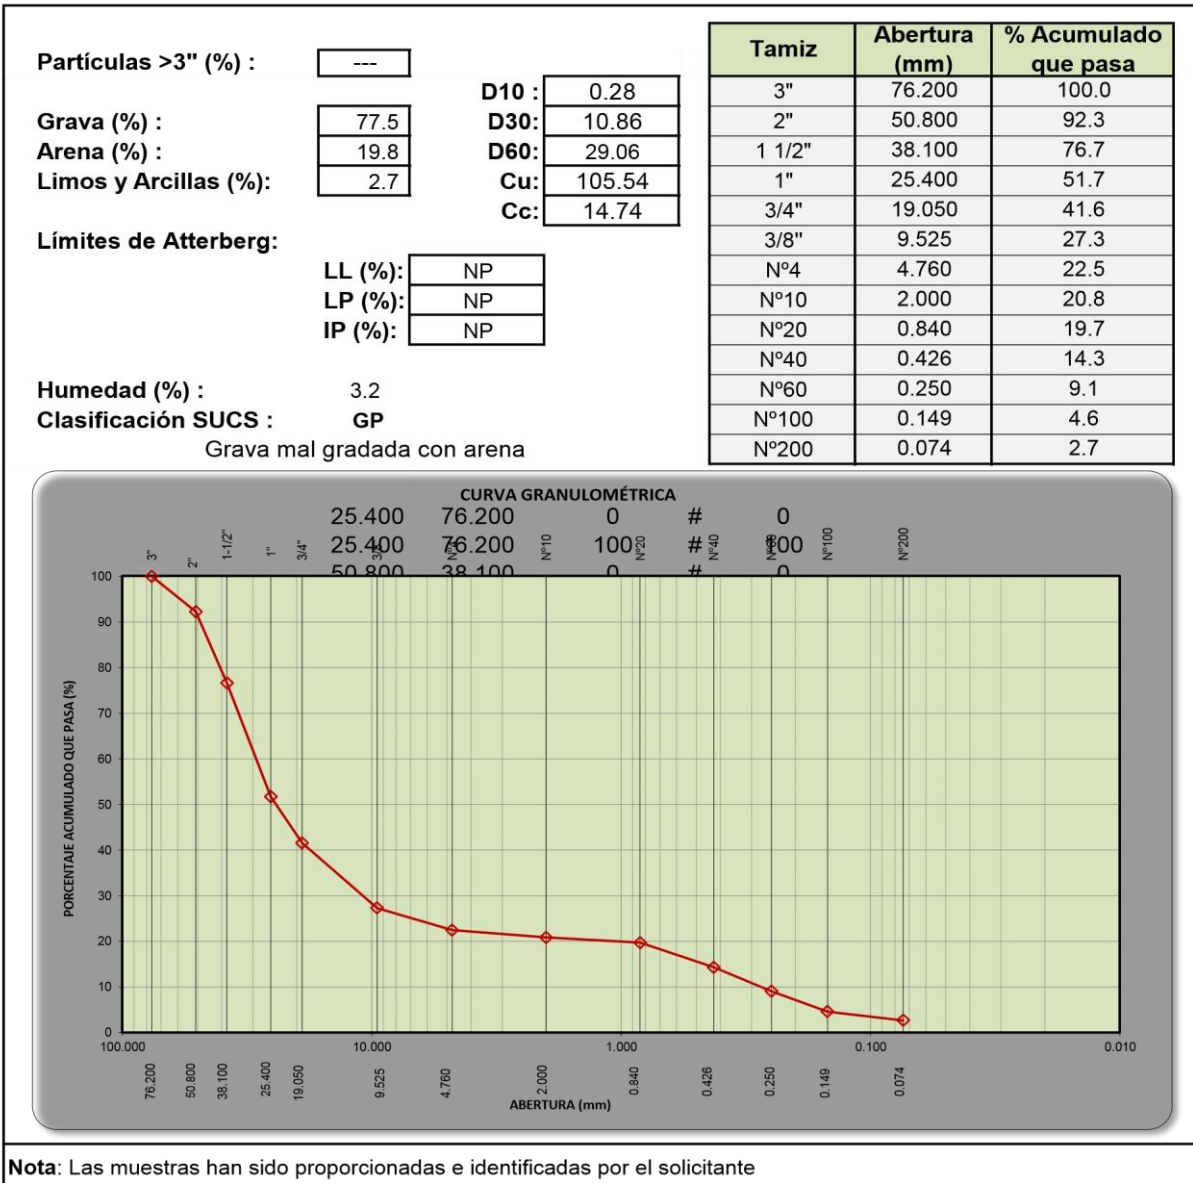 Partículas >3" (%) : ---
Grava (%) : 77.5
Arena (%) : 19.8
Limos y Arcillas (%): 2.7
D10 : 0.28
D30: 10.86
D60: 29.06
Cu: 105.54
Cc: 14.74
Límites de Atterberg:
LL (%): NP
LP (%): NP
IP (%): NP
Humedad (%) : 3.2
Clasificación SUCS : GP
Grava mal gradada con arena
Tamiz Abertura (mm) % Acumulado que pasa
3" 76.200 100.0
2" 50.800 92.3
1 1/2" 38.100 76.7
1" 25.400 51.7
3/4" 19.050 41.6
3/8" 9.525 27.3
Nº4 4.760 22.5
Nº10 2.000 20.8
Nº20 0.840 19.7
Nº40 0.426 14.3
Nº60 0.250 9.1
Nº100 0.149 4.6
Nº200 0.074 2.7
CURVA GRANULOMÉTRICA
25.400 76.200 0 # 0
25.400 76.200 100 # 100
50.800 38.100 0 # 0
3" 2" 1-1/2" 1" 3/4" Nº10 Nº20 Nº40 Nº100 Nº200
PORCENTAJE ACUMULADO QUE PASA (%)
100
90
80
70
60
50
40
30
20
10
0
100.000 10.000 1.000 0.100 0.010
76.200 50.800 38.100 25.400 19.050 9.525 4.760 2.000 0.840 0.426 0.250 0.149 0.074
ABERTURA (mm)
Nota: Las muestras han sido proporcionadas e identificadas por el solicitante